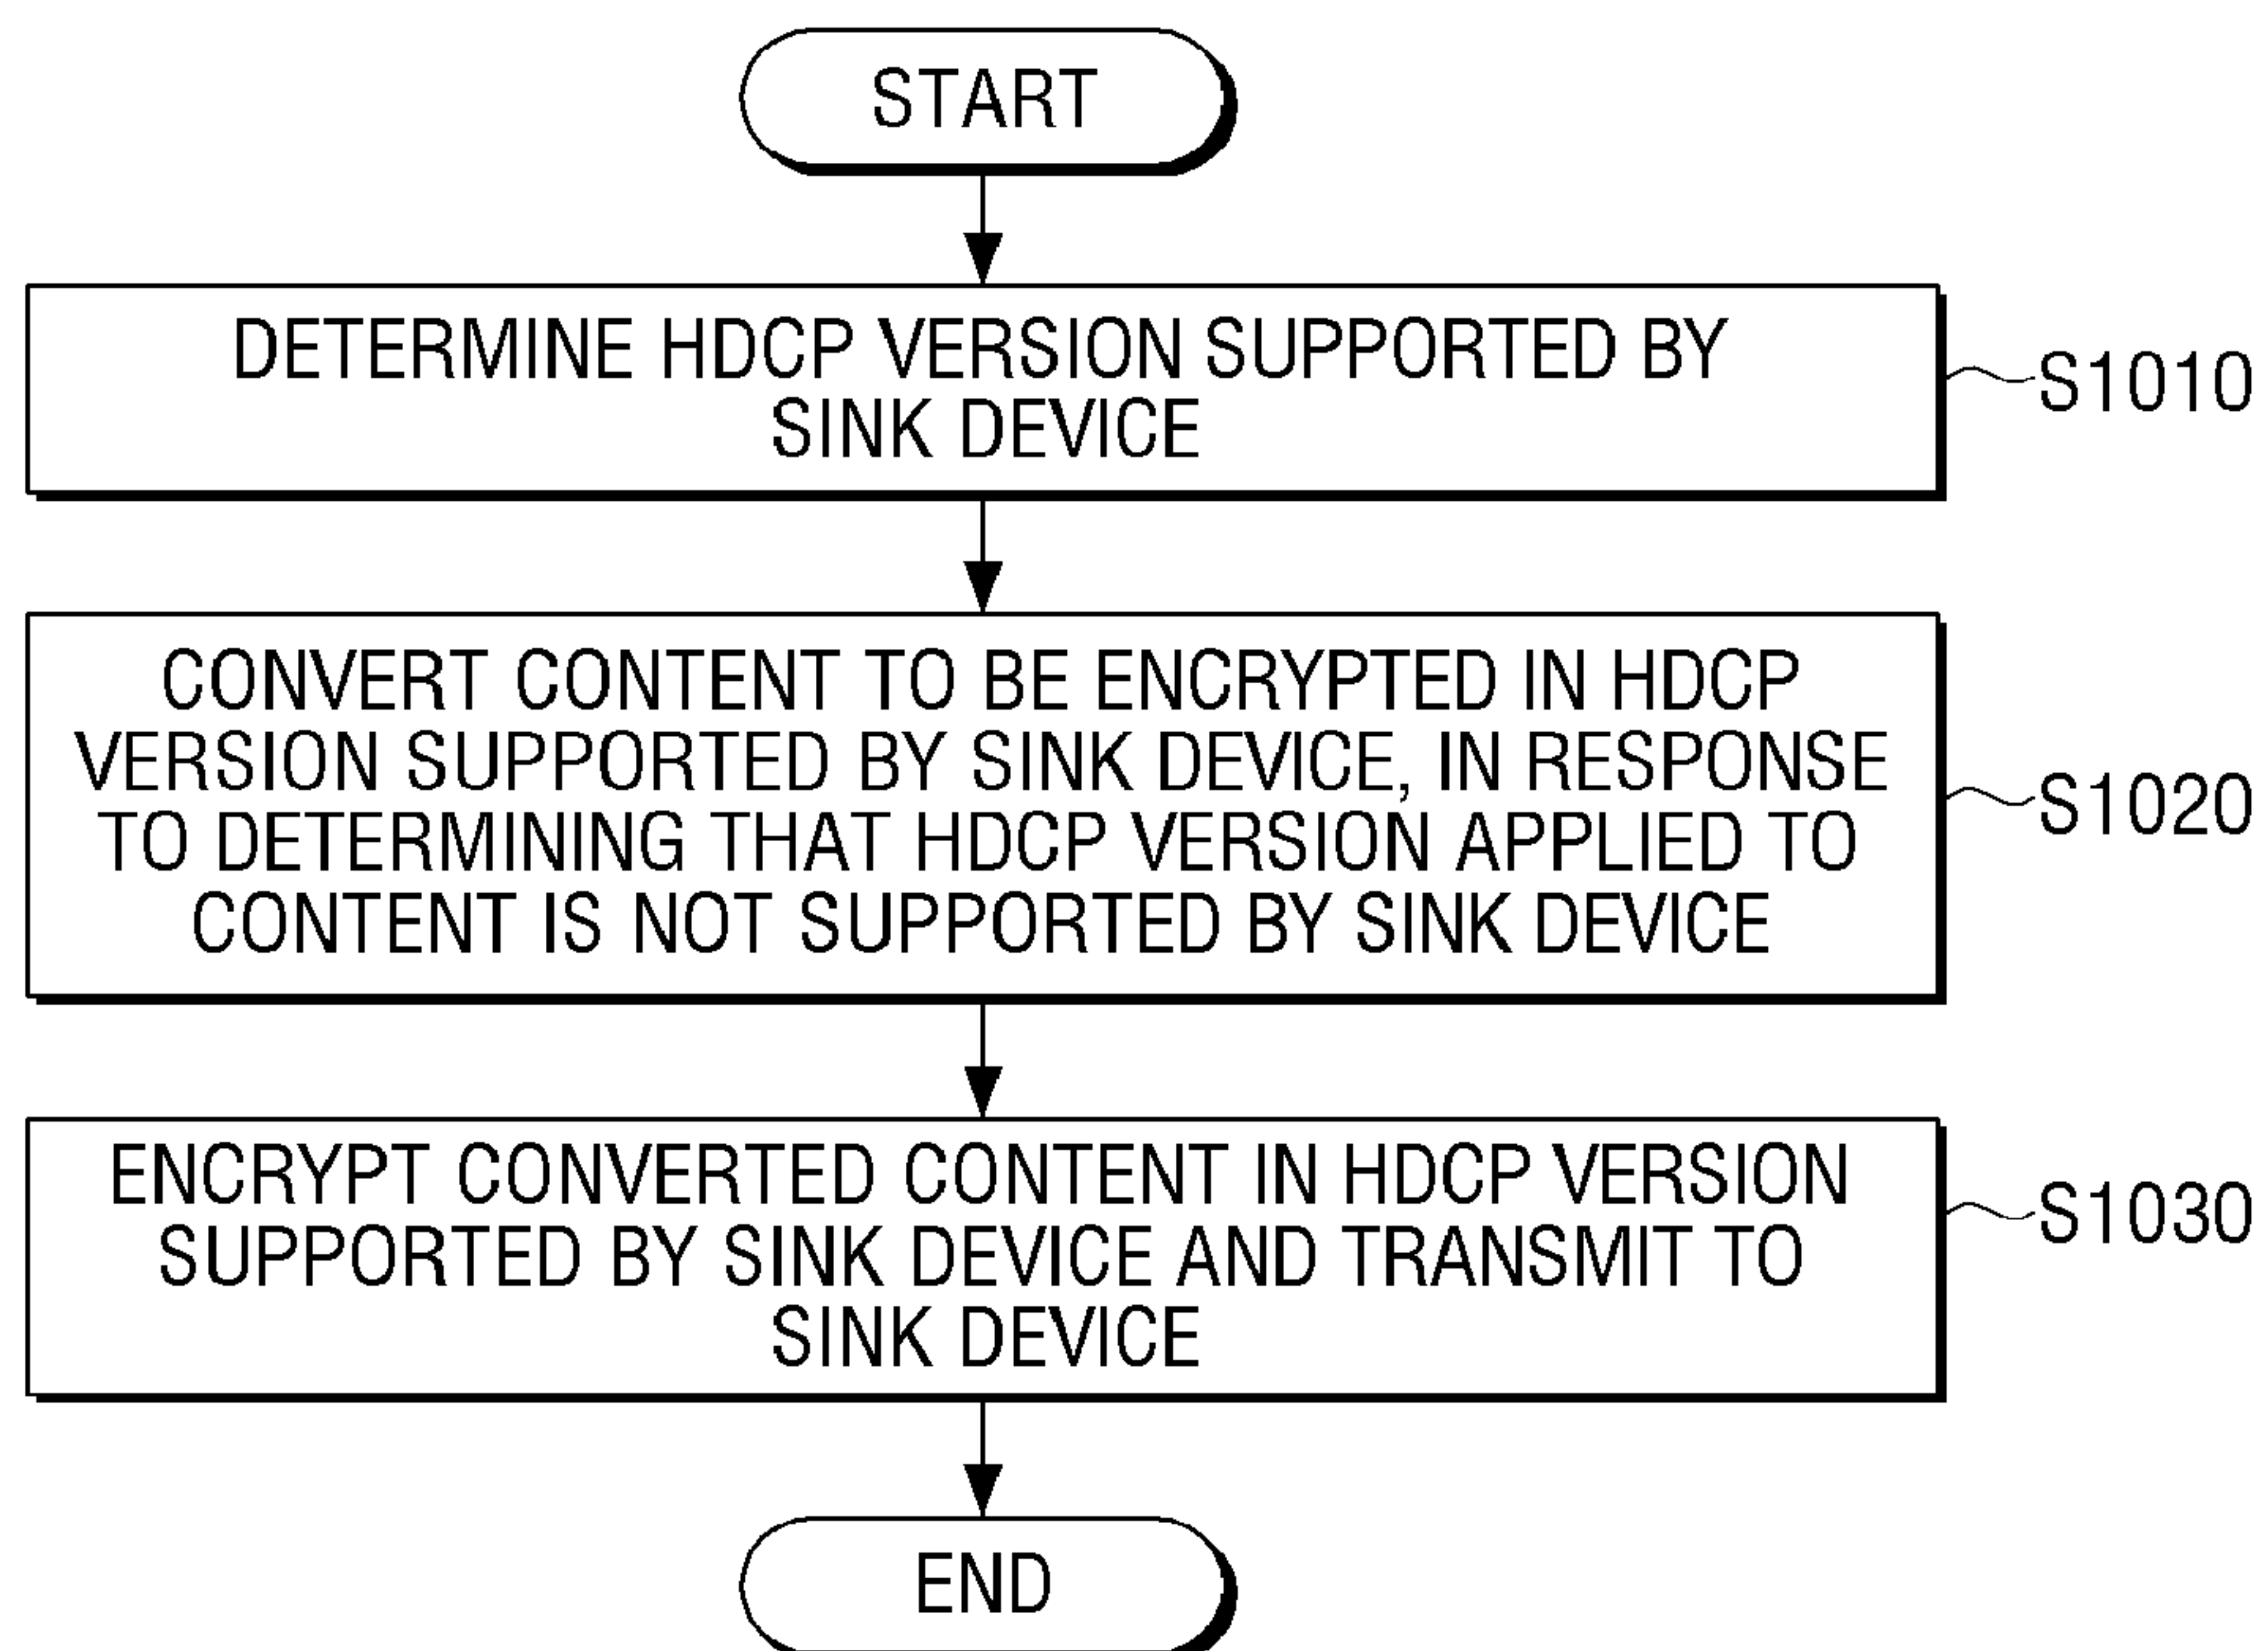 START
DETERMINE HDCP VERSION SUPPORTED BY
SINK DEVICE
S1010
CONVERT CONTENT TO BE ENCRYPTED IN HDCP
VERSION SUPPORTED BY SINK DEVICE, IN RESPONSE
TO DETERMINING THAT HDCP VERSION APPLIED TO
CONTENT IS NOT SUPPORTED BY SINK DEVICE
S1020
ENCRYPT CONVERTED CONTENT IN HDCP VERSION
SUPPORTED BY SINK DEVICE AND TRANSMIT TO
SINK DEVICE
S1030
END